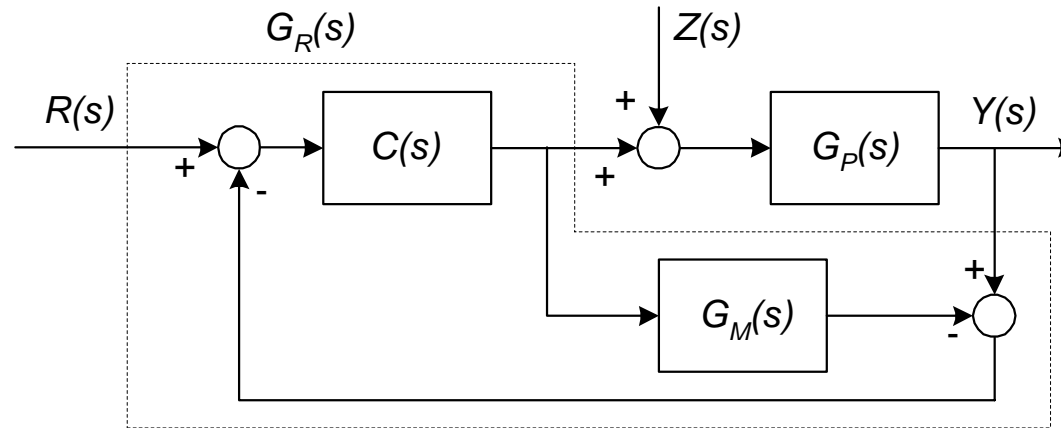 G_R(s)
Z(s)
R(s)
+
-
C(s)
+
+
G_P(s)
Y(s)
G_M(s)
+
-